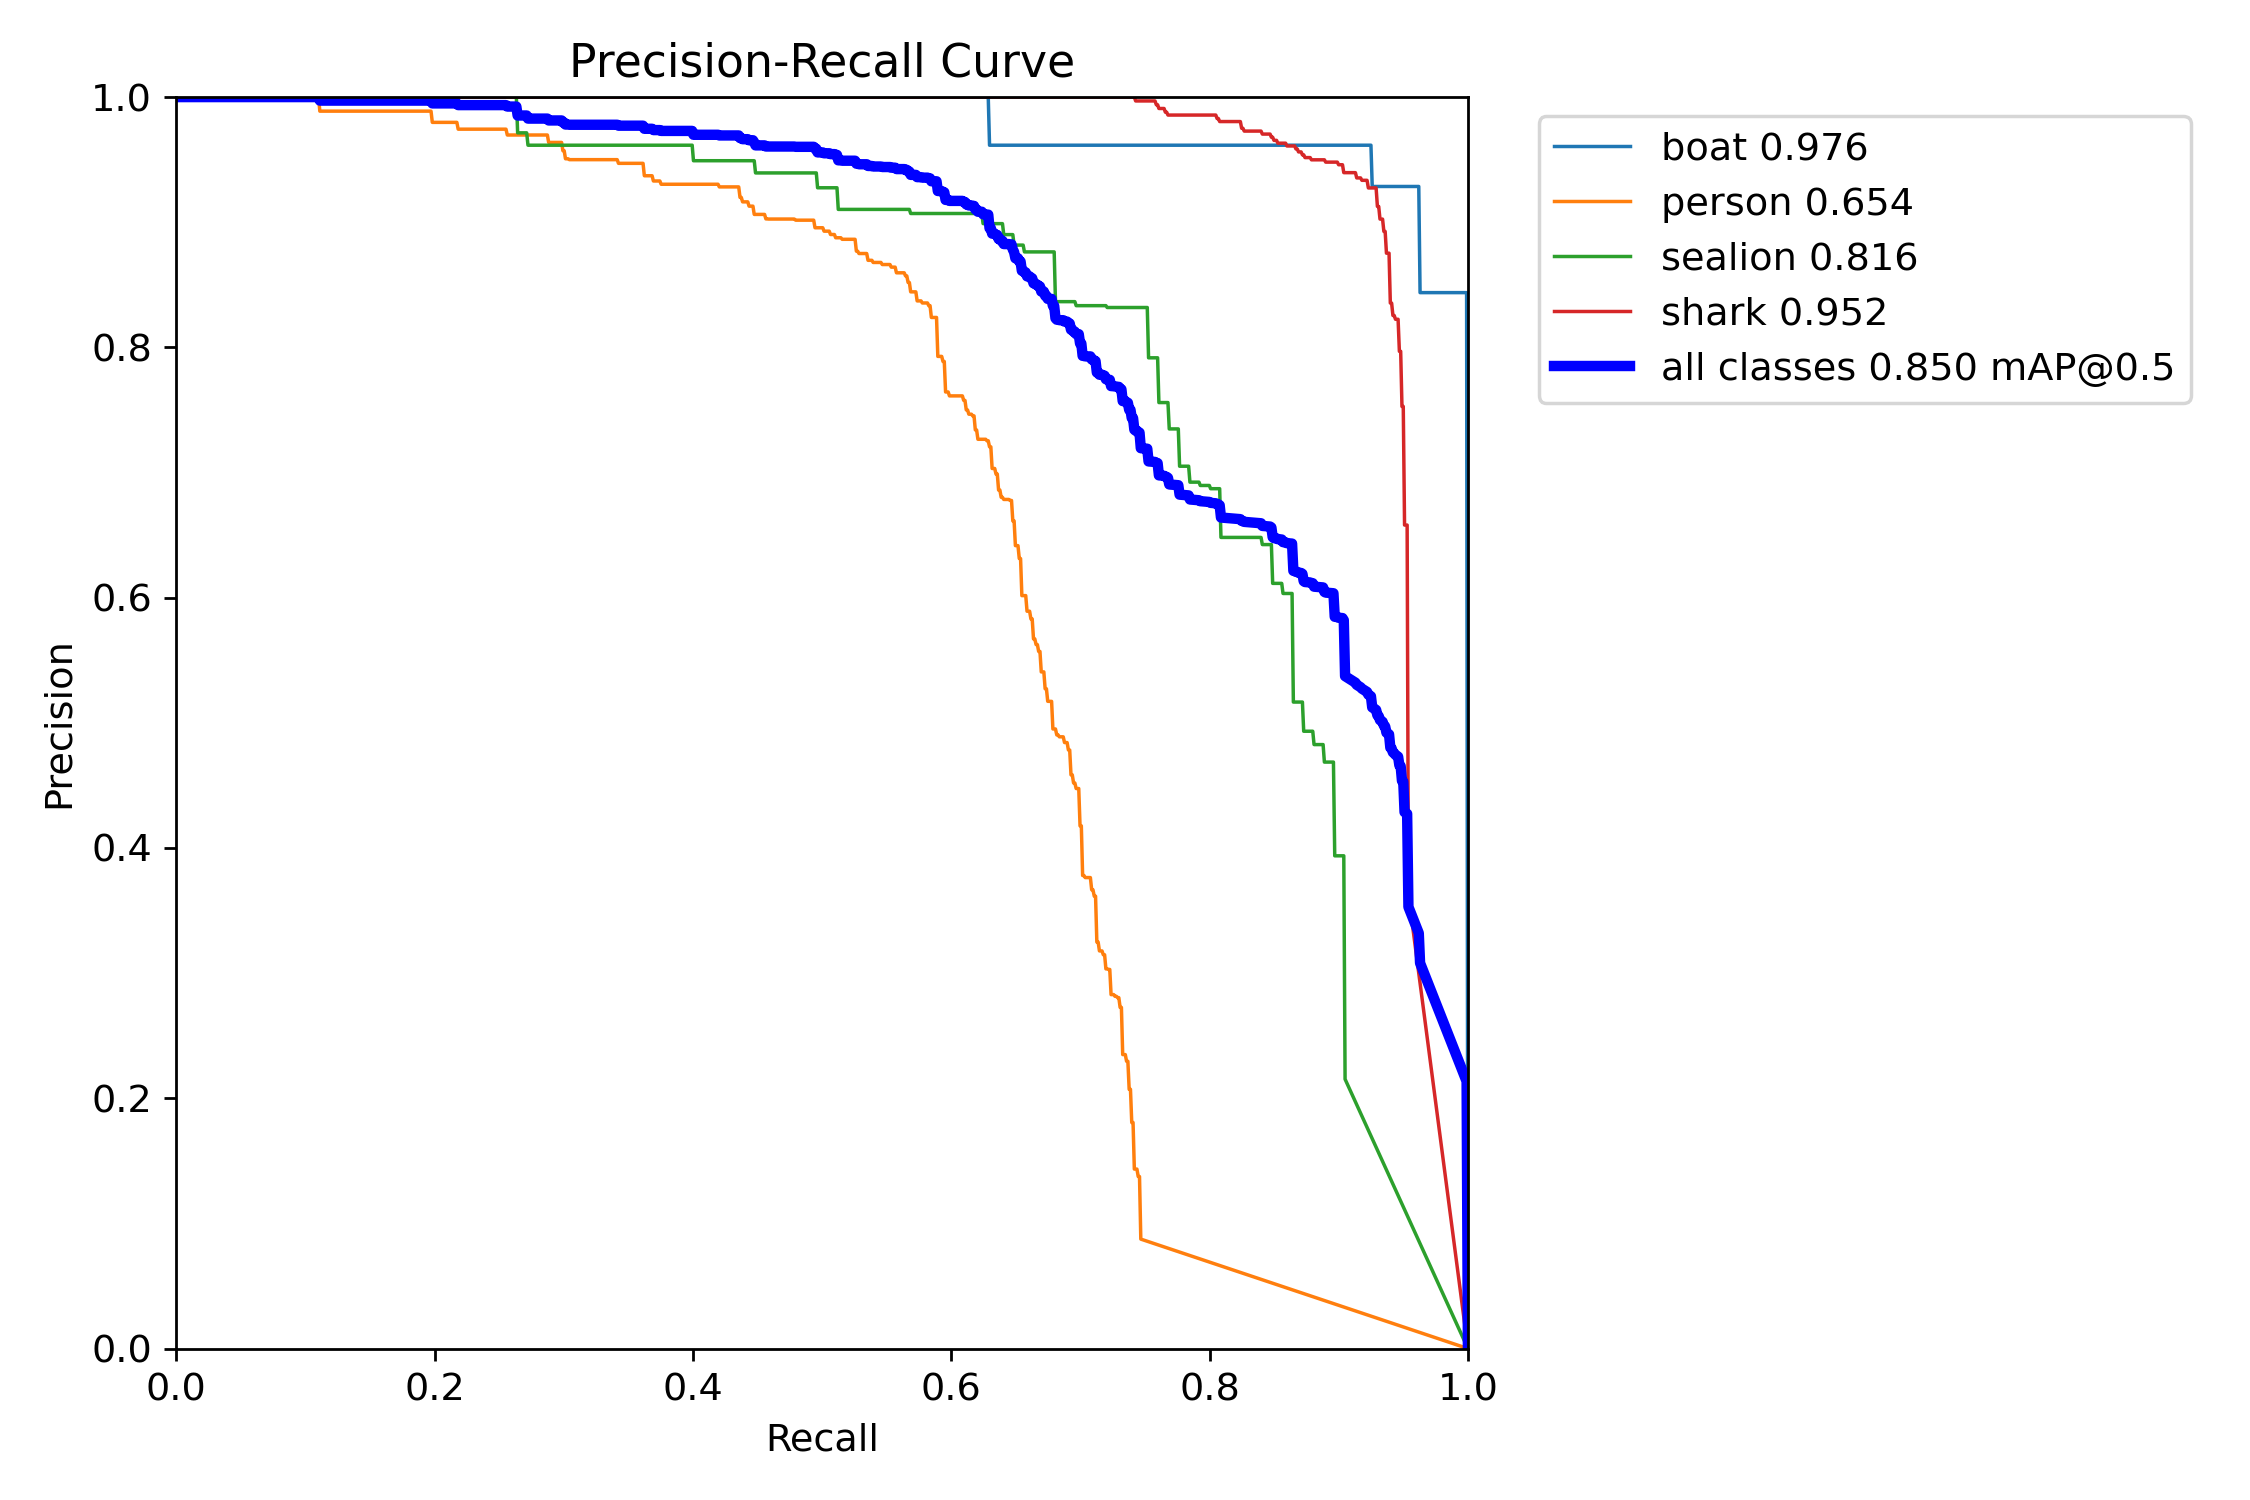 Precision-Recall Curve
1.0
0.8
0.6
0.4
0.2
0.0
Precision
0.0 0.2 0.4 0.6 0.8 1.0
Recall
boat 0.976
person 0.654
sealion 0.816
shark 0.952
all classes 0.850 mAP@0.5